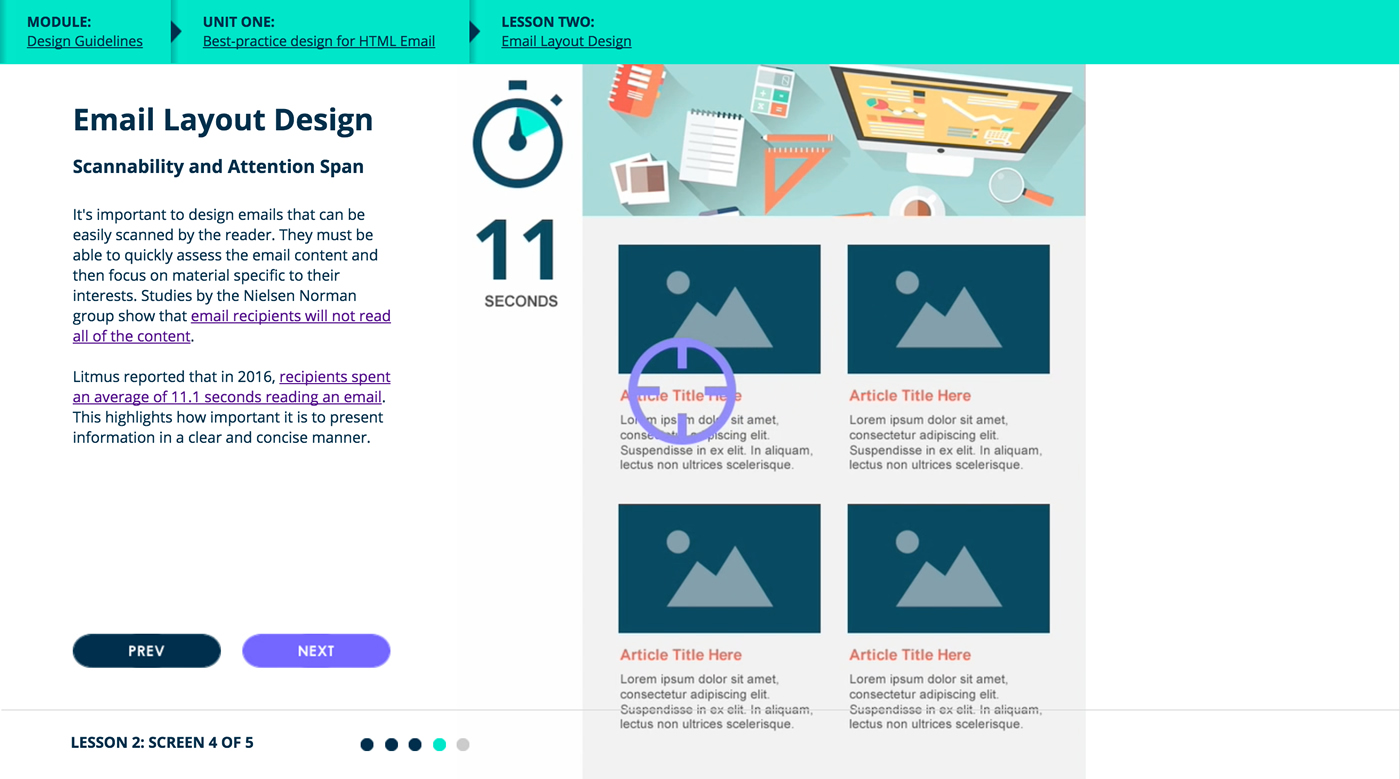 MODULE:
Design Guidelines
UNIT ONE:
Best-practice design for HTML Email
LESSON TWO:
Email Layout Design
Email Layout Design
Scannability and Attention Span
It's important to design emails that can be
easily scanned by the reader. They must be
able to quickly assess the email content and
then focus on material specific to their
interests. Studies by the Nielsen Norman
group show that email recipients will not read
all of the content.
Litmus reported that in 2016, recipients spent
an average of 11.1 seconds reading an email.
This highlights how important it is to present
information in a clear and concise manner.
PREV
NEXT
11
SECONDS
Article Title Here
Lorem ipsum dolor sit amet,
consectetur adipiscing elit.
Suspendisse in ex elit. In aliquam,
lectus non ultrices scelerisque.
Article Title Here
Lorem ipsum dolor sit amet,
consectetur adipiscing elit.
Suspendisse in ex elit. In aliquam,
lectus non ultrices scelerisque.
Article Title Here
Lorem ipsum dolor sit amet,
consectetur adipiscing elit.
Suspendisse in ex elit. In aliquam,
lectus non ultrices scelerisque.
Article Title Here
Lorem ipsum dolor sit amet,
consectetur adipiscing elit.
Suspendisse in ex elit. In aliquam,
lectus non ultrices scelerisque.
LESSON 2: SCREEN 4 OF 5